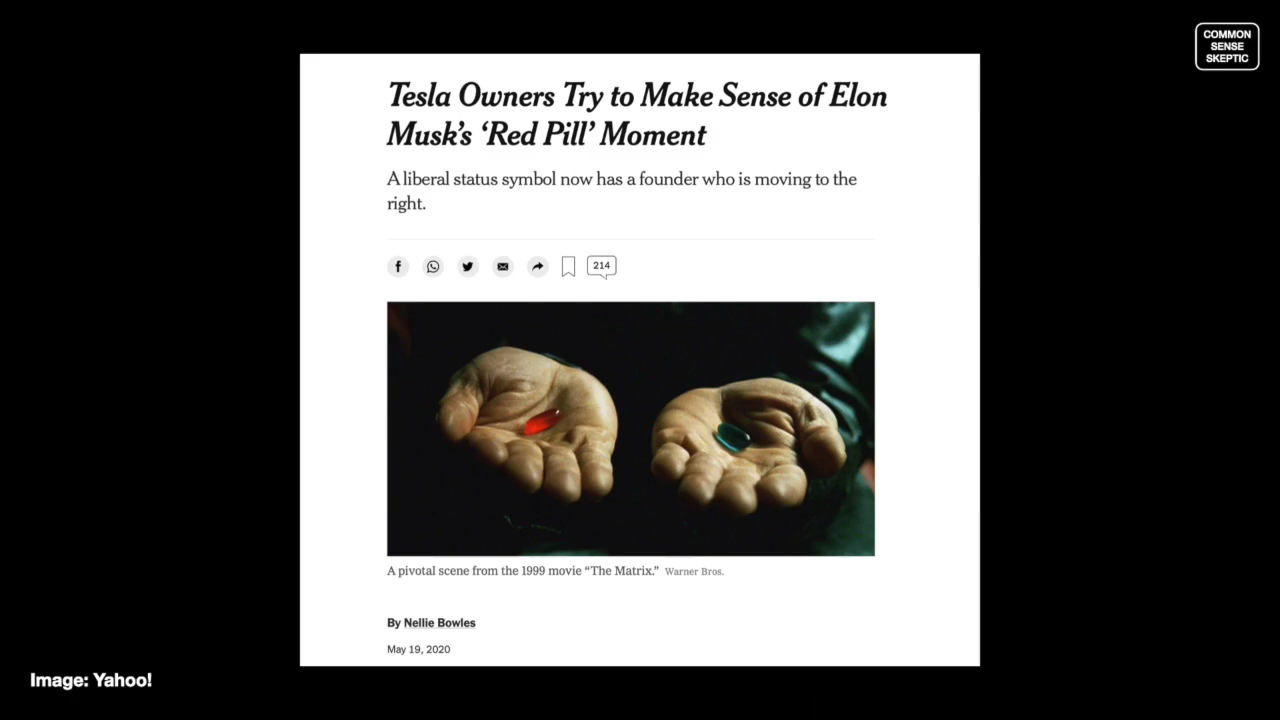 COMMON
SENSE
SKEPTIC
Tesla Owners Try to Make Sense of Elon
Musk's ‘Red Pill’ Moment
A liberal status symbol now has a founder who is moving to the
right.
214
A pivotal scene from the 1999 movie “The Matrix.” Warner Bros.
By Nellie Bowles
May 19, 2020
Image: Yahoo!